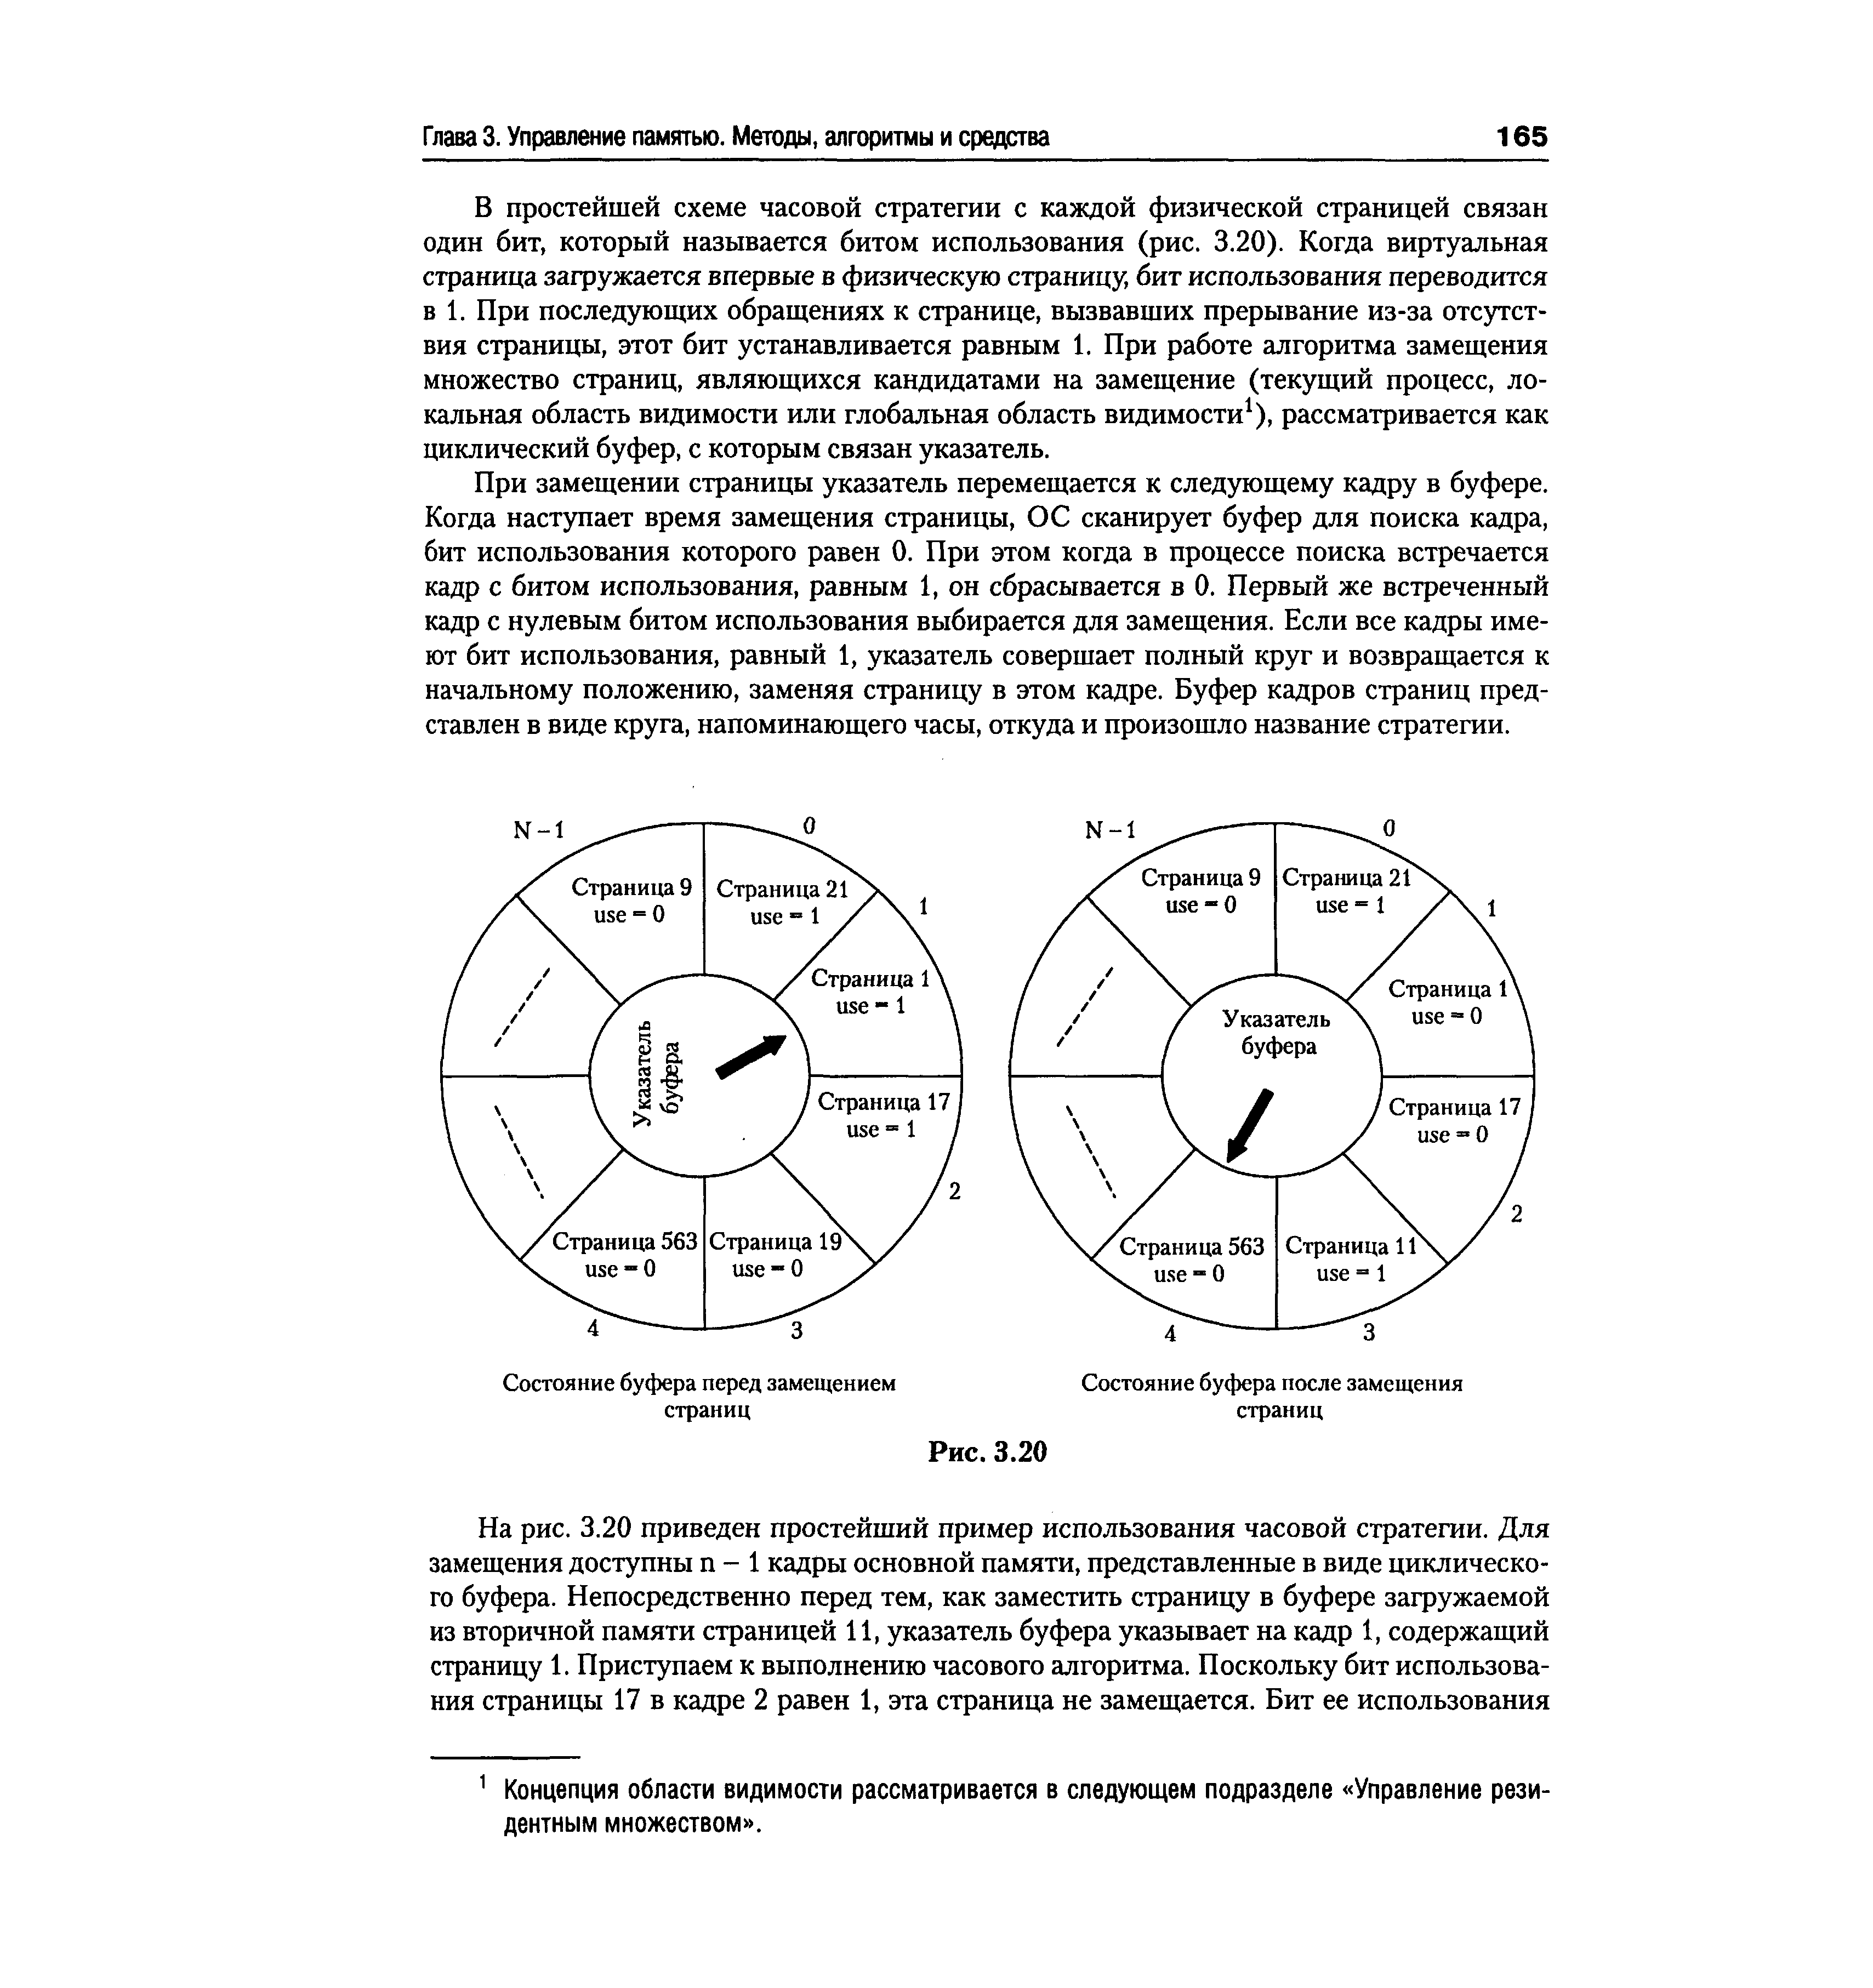 Глава 3. Управление памятью. Методы, алгоритмы и средства 165
В простейшей схеме часовой стратегии с каждой физической страницей связан
один бит, который называется битом использования (рис. 3.20). Когда виртуальная
страница загружается впервые в физическую страницу, бит использования переводится
в 1. При последующих обращениях к странице, вызвавших прерывание из-за отсутст-
вия страницы, этот бит устанавливается равным 1. При работе алгоритма замещения
множество страниц, являющихся кандидатами на замещение (текущий процесс, ло-
кальная область видимости или глобальная область видимости¹), рассматривается как
циклический буфер, с которым связан указатель.
При замещении страницы указатель перемещается к следующему кадру в буфере.
Когда наступает время замещения страницы, ОС сканирует буфер для поиска кадра,
бит использования которого равен 0. При этом когда в процессе поиска встречается
кадр с битом использования, равным 1, он сбрасывается в 0. Первый же встреченный
кадр с нулевым битом использования выбирается для замещения. Если все кадры име-
ют бит использования, равный 1, указатель совершает полный круг и возвращается к
начальному положению, заменяя страницу в этом кадре. Буфер кадров страниц пред-
ставлен в виде круга, напоминающего часы, откуда и произошло название стратегии.
N – 1
0
Страница 9
use = 0
Страница 21
use = 1
1
Страница 1
use = 1
Указатель
буфера
Страница 17
use = 1
2
Страница 563
use = 0
Страница 19
use = 0
4
3
Состояние буфера перед замещением
страниц
N – 1
0
Страница 9
use = 0
Страница 21
use = 1
1
Страница 1
use = 0
Указатель
буфера
Страница 17
use = 0
2
Страница 563
use = 0
Страница 11
use = 1
4
3
Состояние буфера после замещения
страниц
Рис. 3.20
На рис. 3.20 приведен простейший пример использования часовой стратегии. Для
замещения доступны n – 1 кадры основной памяти, представленные в виде циклическо-
го буфера. Непосредственно перед тем, как заместить страницу в буфере загружаемой
из вторичной памяти страницей 11, указатель буфера указывает на кадр 1, содержащий
страницу 1. Приступаем к выполнению часового алгоритма. Поскольку бит использова-
ния страницы 17 в кадре 2 равен 1, эта страница не замещается. Бит ее использования
¹ Концепция области видимости рассматривается в следующем подразделе «Управление рези-
дентным множеством».